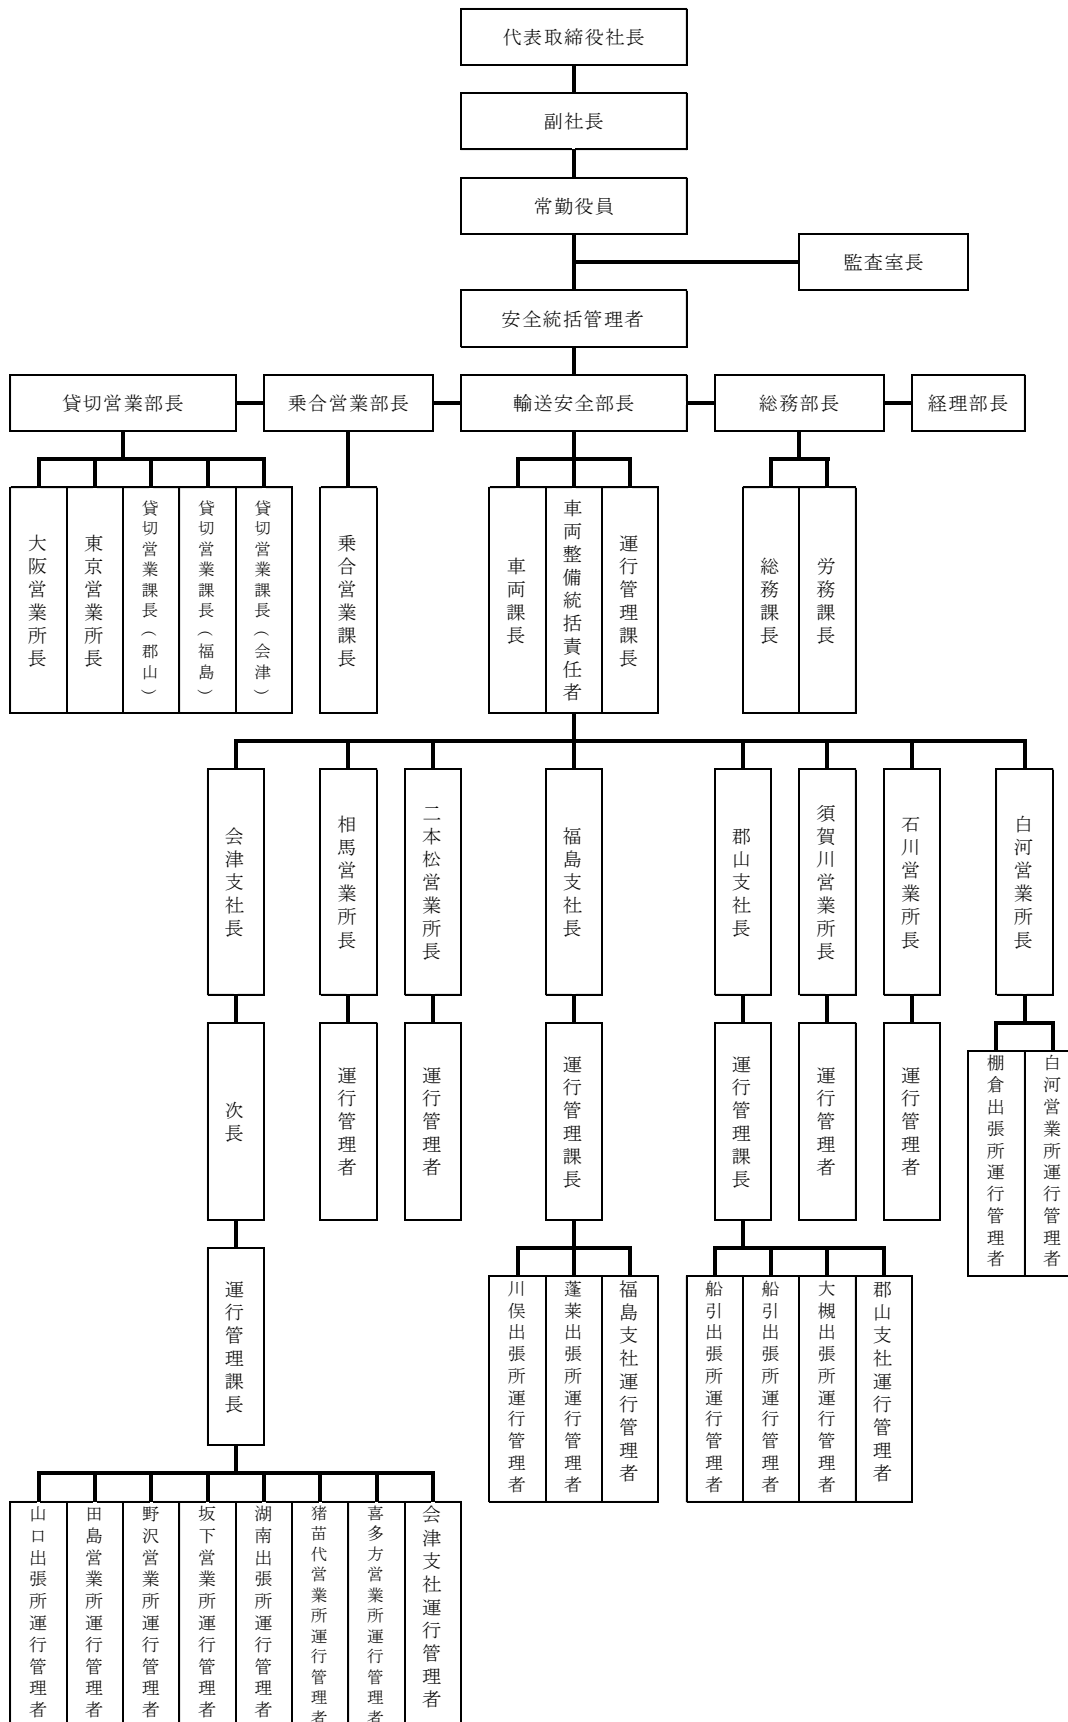 代表取締役社長
副社長
常勤役員
監査室長
安全統括管理者
貸切営業部長
乗合営業部長
輸送安全部長
総務部長
経理部長
大阪営業所長
東京営業所長
貸切営業課長（郡山）
貸切営業課長（福島）
貸切営業課長（会津）
乗合営業課長
車両課長
車両整備統括責任者
運行管理課長
総務課長
労務課長
会津支社長
相馬営業所長
二本松営業所長
福島支社長
郡山支社長
須賀川営業所長
石川営業所長
白河営業所長
次長
運行管理者
運行管理者
運行管理課長
運行管理課長
運行管理者
運行管理者
棚倉出張所運行管理者
白河営業所運行管理者
運行管理課長
川俣出張所運行管理者
蓬莱出張所運行管理者
福島支社運行管理者
船引出張所運行管理者
船引出張所運行管理者
大槻出張所運行管理者
郡山支社運行管理者
山口出張所運行管理者
田島営業所運行管理者
野沢営業所運行管理者
坂下営業所運行管理者
湖南出張所運行管理者
猪苗代営業所運行管理者
喜多方営業所運行管理者
会津支社運行管理者